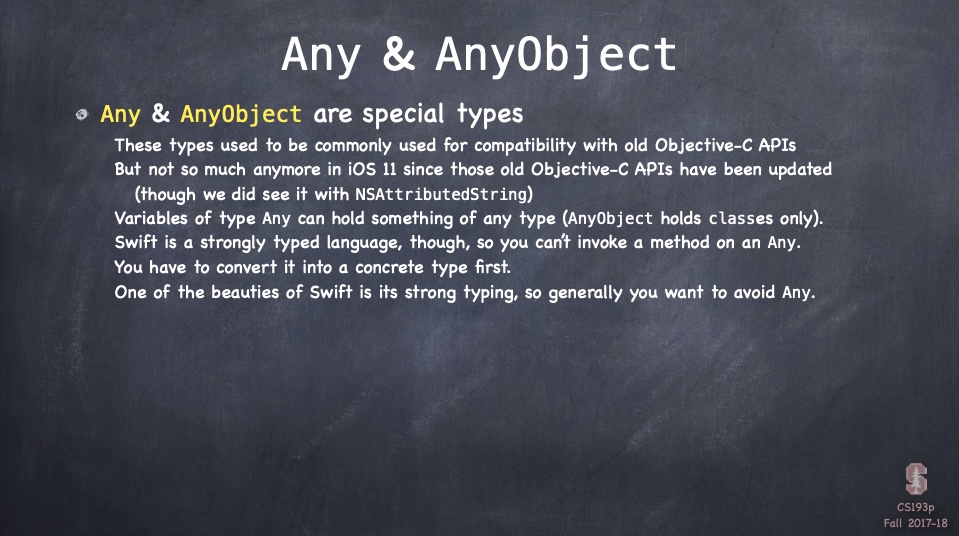 Any & AnyObject
Any & AnyObject are special types
These types used to be commonly used for compatibility with old Objective-C APIs
But not so much anymore in iOS 11 since those old Objective-C APIs have been updated
(though we did see it with NSAttributedString)
Variables of type Any can hold something of any type (AnyObject holds classes only).
Swift is a strongly typed language, though, so you can't invoke a method on an Any.
You have to convert it into a concrete type first.
One of the beauties of Swift is its strong typing, so generally you want to avoid Any.
CS193p
Fall 2017-18